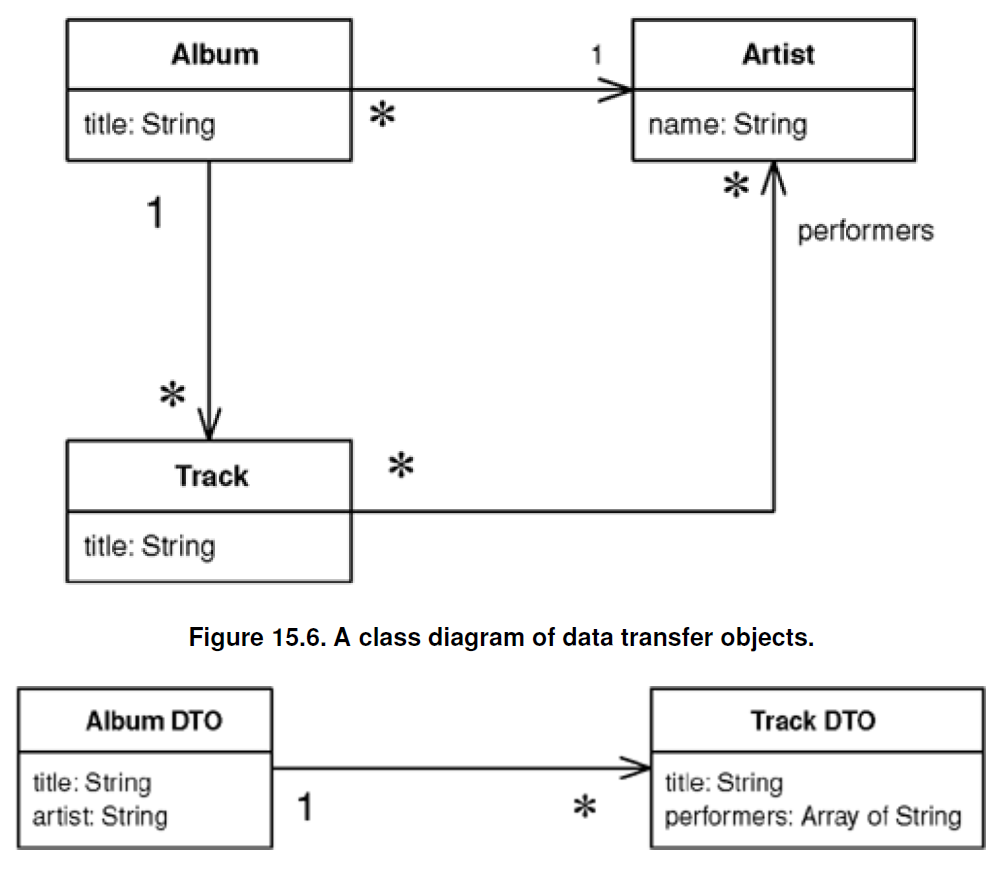 Album
1
Artist
title: String
*
name: String
*
1
performers
*
Track
*
title: String
Figure 15.6. A class diagram of data transfer objects.
Album DTO
Track DTO
title: String
artist: String
1
*
title: String
performers: Array of String